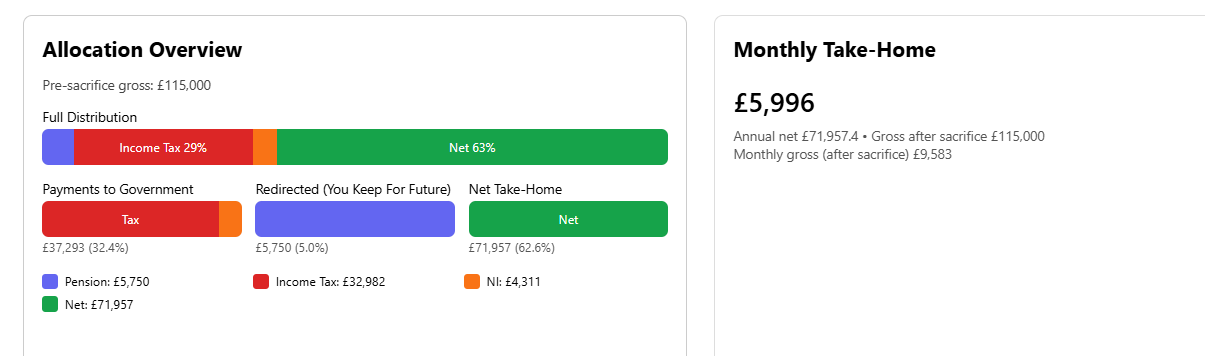 Allocation Overview
Pre-sacrifice gross: £115,000
Full Distribution
Income Tax 29%
Net 63%
Payments to Government
Redirected (You Keep For Future)
Net Take-Home
Tax
Net
£37,293 (32.4%)
£5,750 (5.0%)
£71,957 (62.6%)
Pension: £5,750
Income Tax: £32,982
NI: £4,311
Net: £71,957
Monthly Take-Home
£5,996
Annual net £71,957.4 • Gross after sacrifice £115,000
Monthly gross (after sacrifice) £9,583